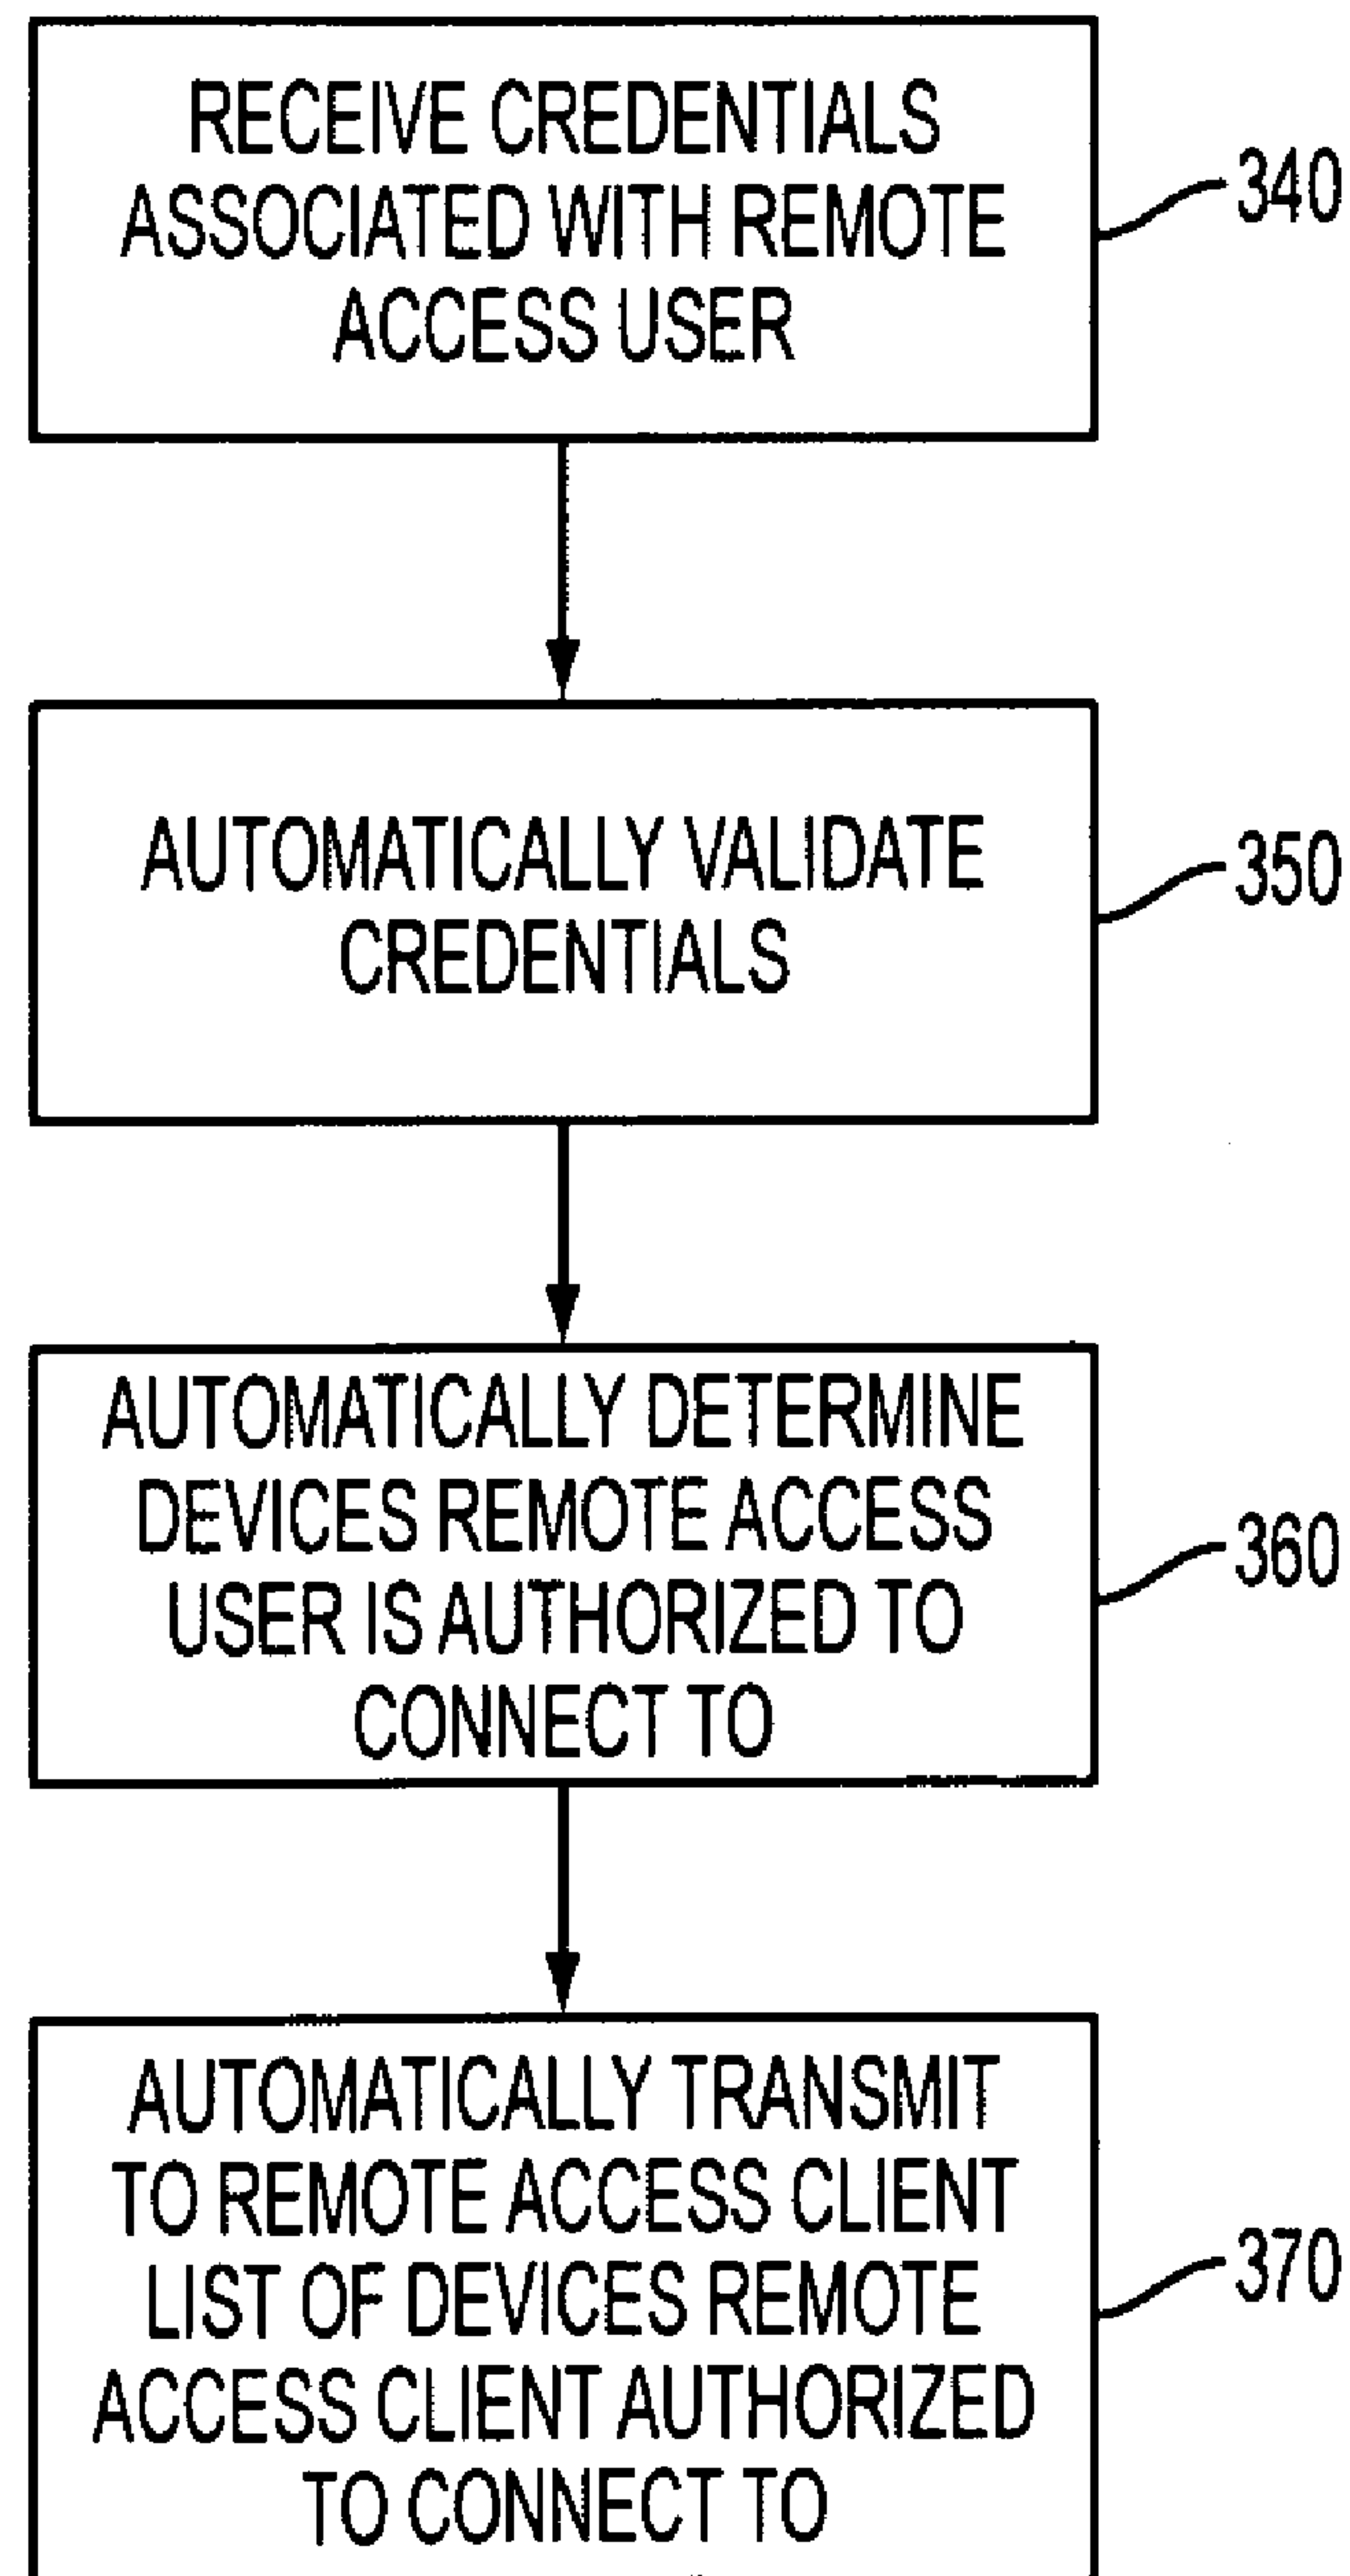 RECEIVE CREDENTIALS
ASSOCIATED WITH REMOTE
ACCESS USER
340
AUTOMATICALLY VALIDATE
CREDENTIALS
350
AUTOMATICALLY DETERMINE
DEVICES REMOTE ACCESS
USER IS AUTHORIZED TO
CONNECT TO
360
AUTOMATICALLY TRANSMIT
TO REMOTE ACCESS CLIENT
LIST OF DEVICES REMOTE
ACCESS CLIENT AUTHORIZED
TO CONNECT TO
370